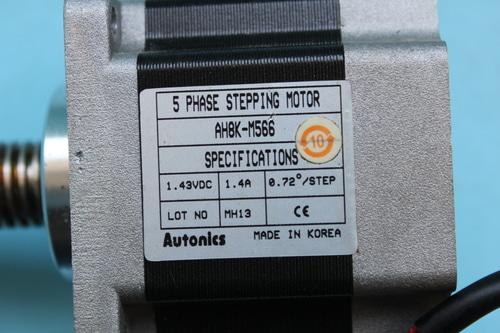 5 PHASE STEPPING MOTOR
AH8K-M566
10
SPECIFICATIONS
1.43VDC 1.4A 0.72°/STEP
LOT NO MH13 CE
Autonics MADE IN KOREA